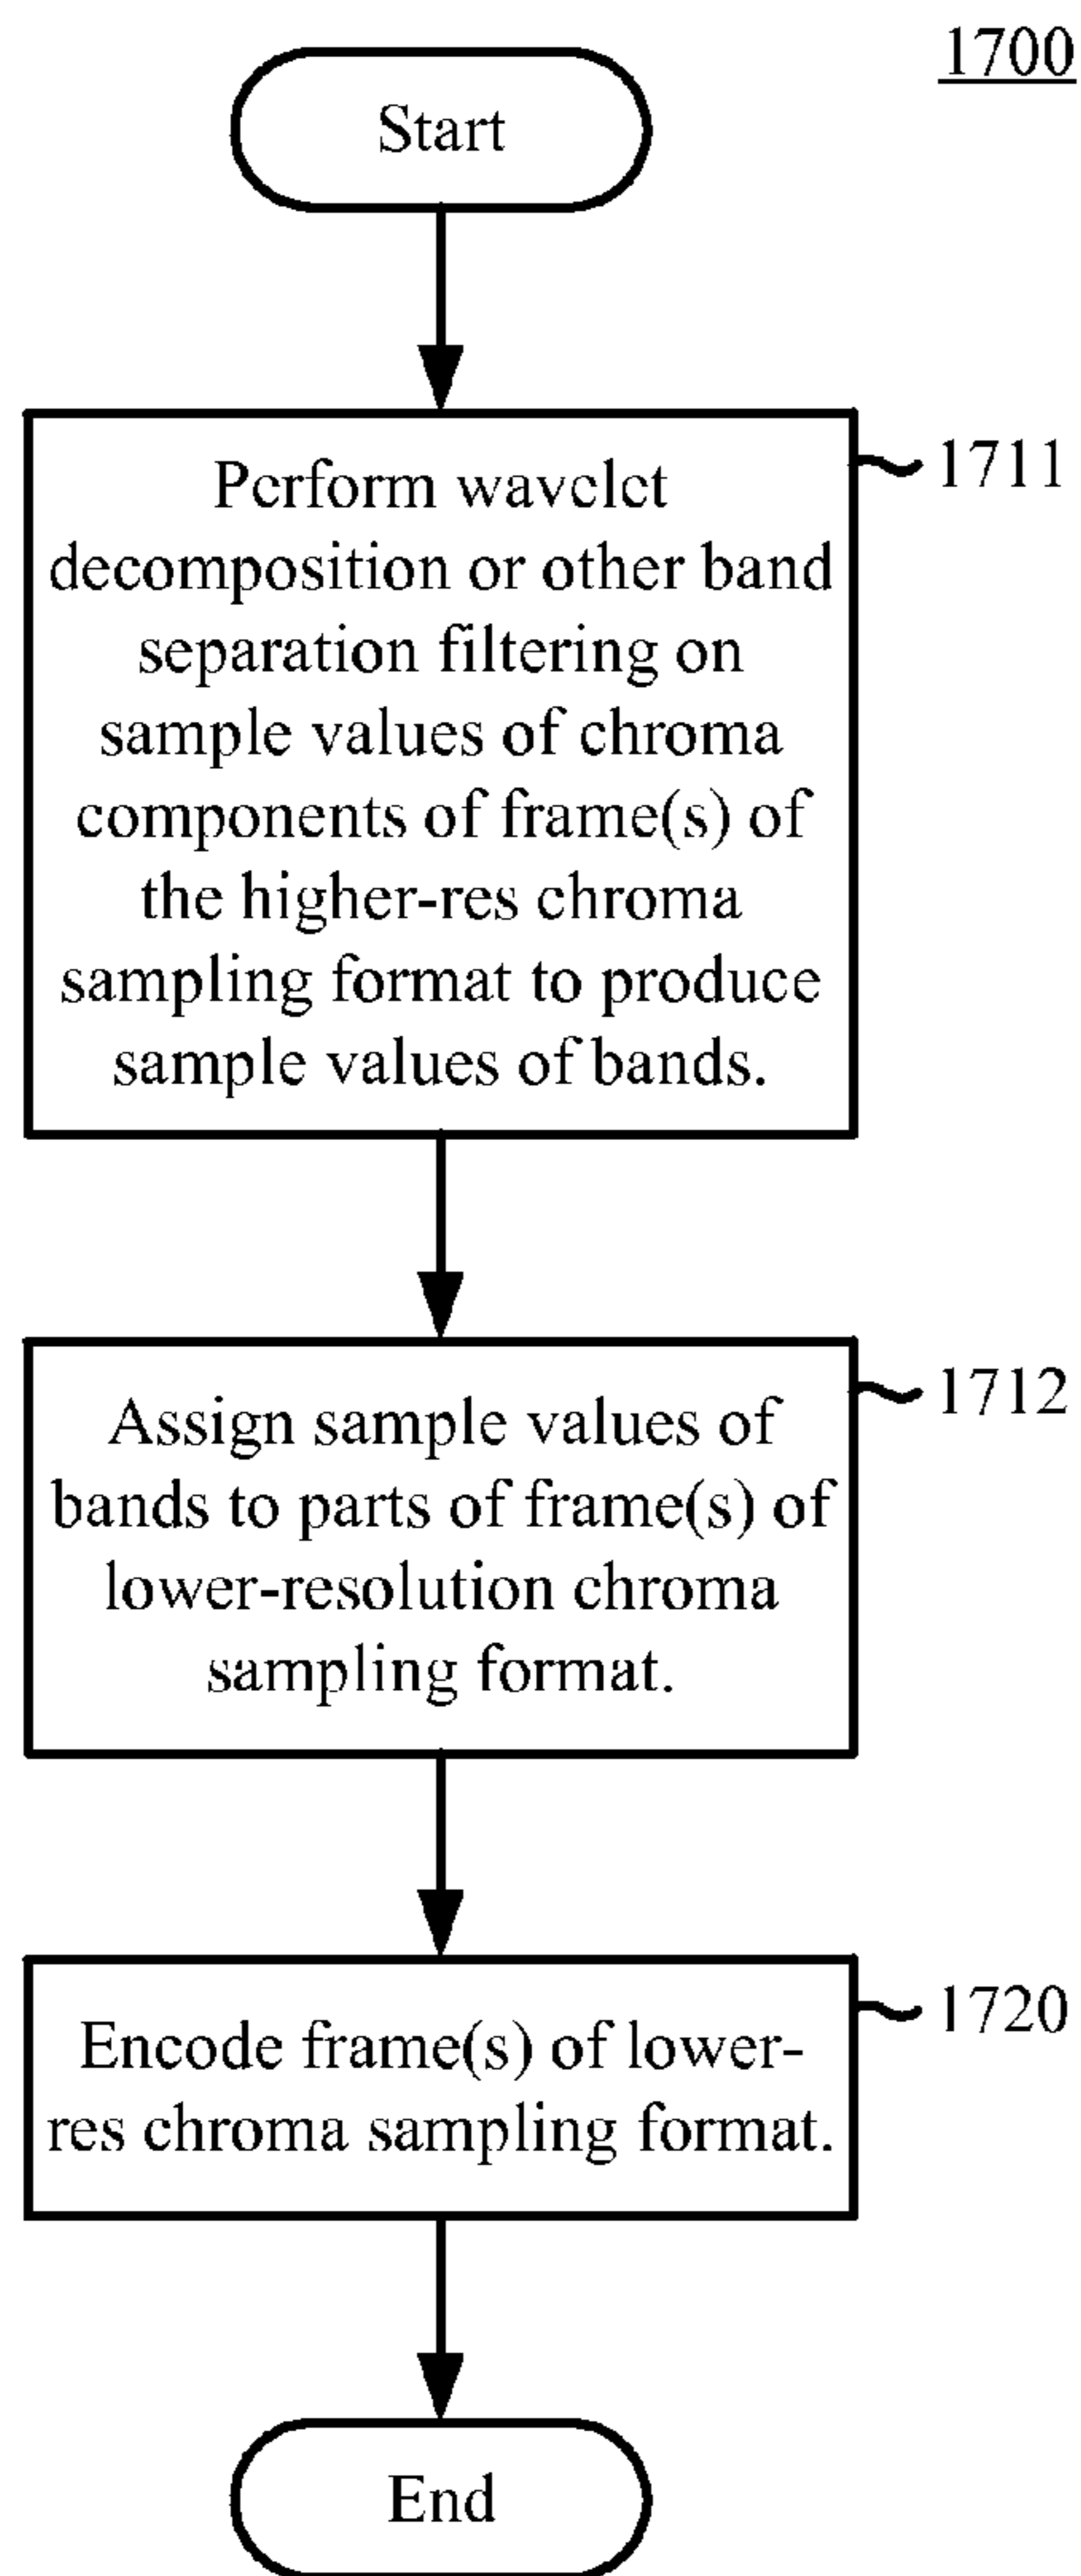 1700
Start
1711
Perform wavelet
decomposition or other band
separation filtering on
sample values of chroma
components of frame(s) of
the higher-res chroma
sampling format to produce
sample values of bands.
1712
Assign sample values of
bands to parts of frame(s) of
lower-resolution chroma
sampling format.
1720
Encode frame(s) of lower-
res chroma sampling format.
End